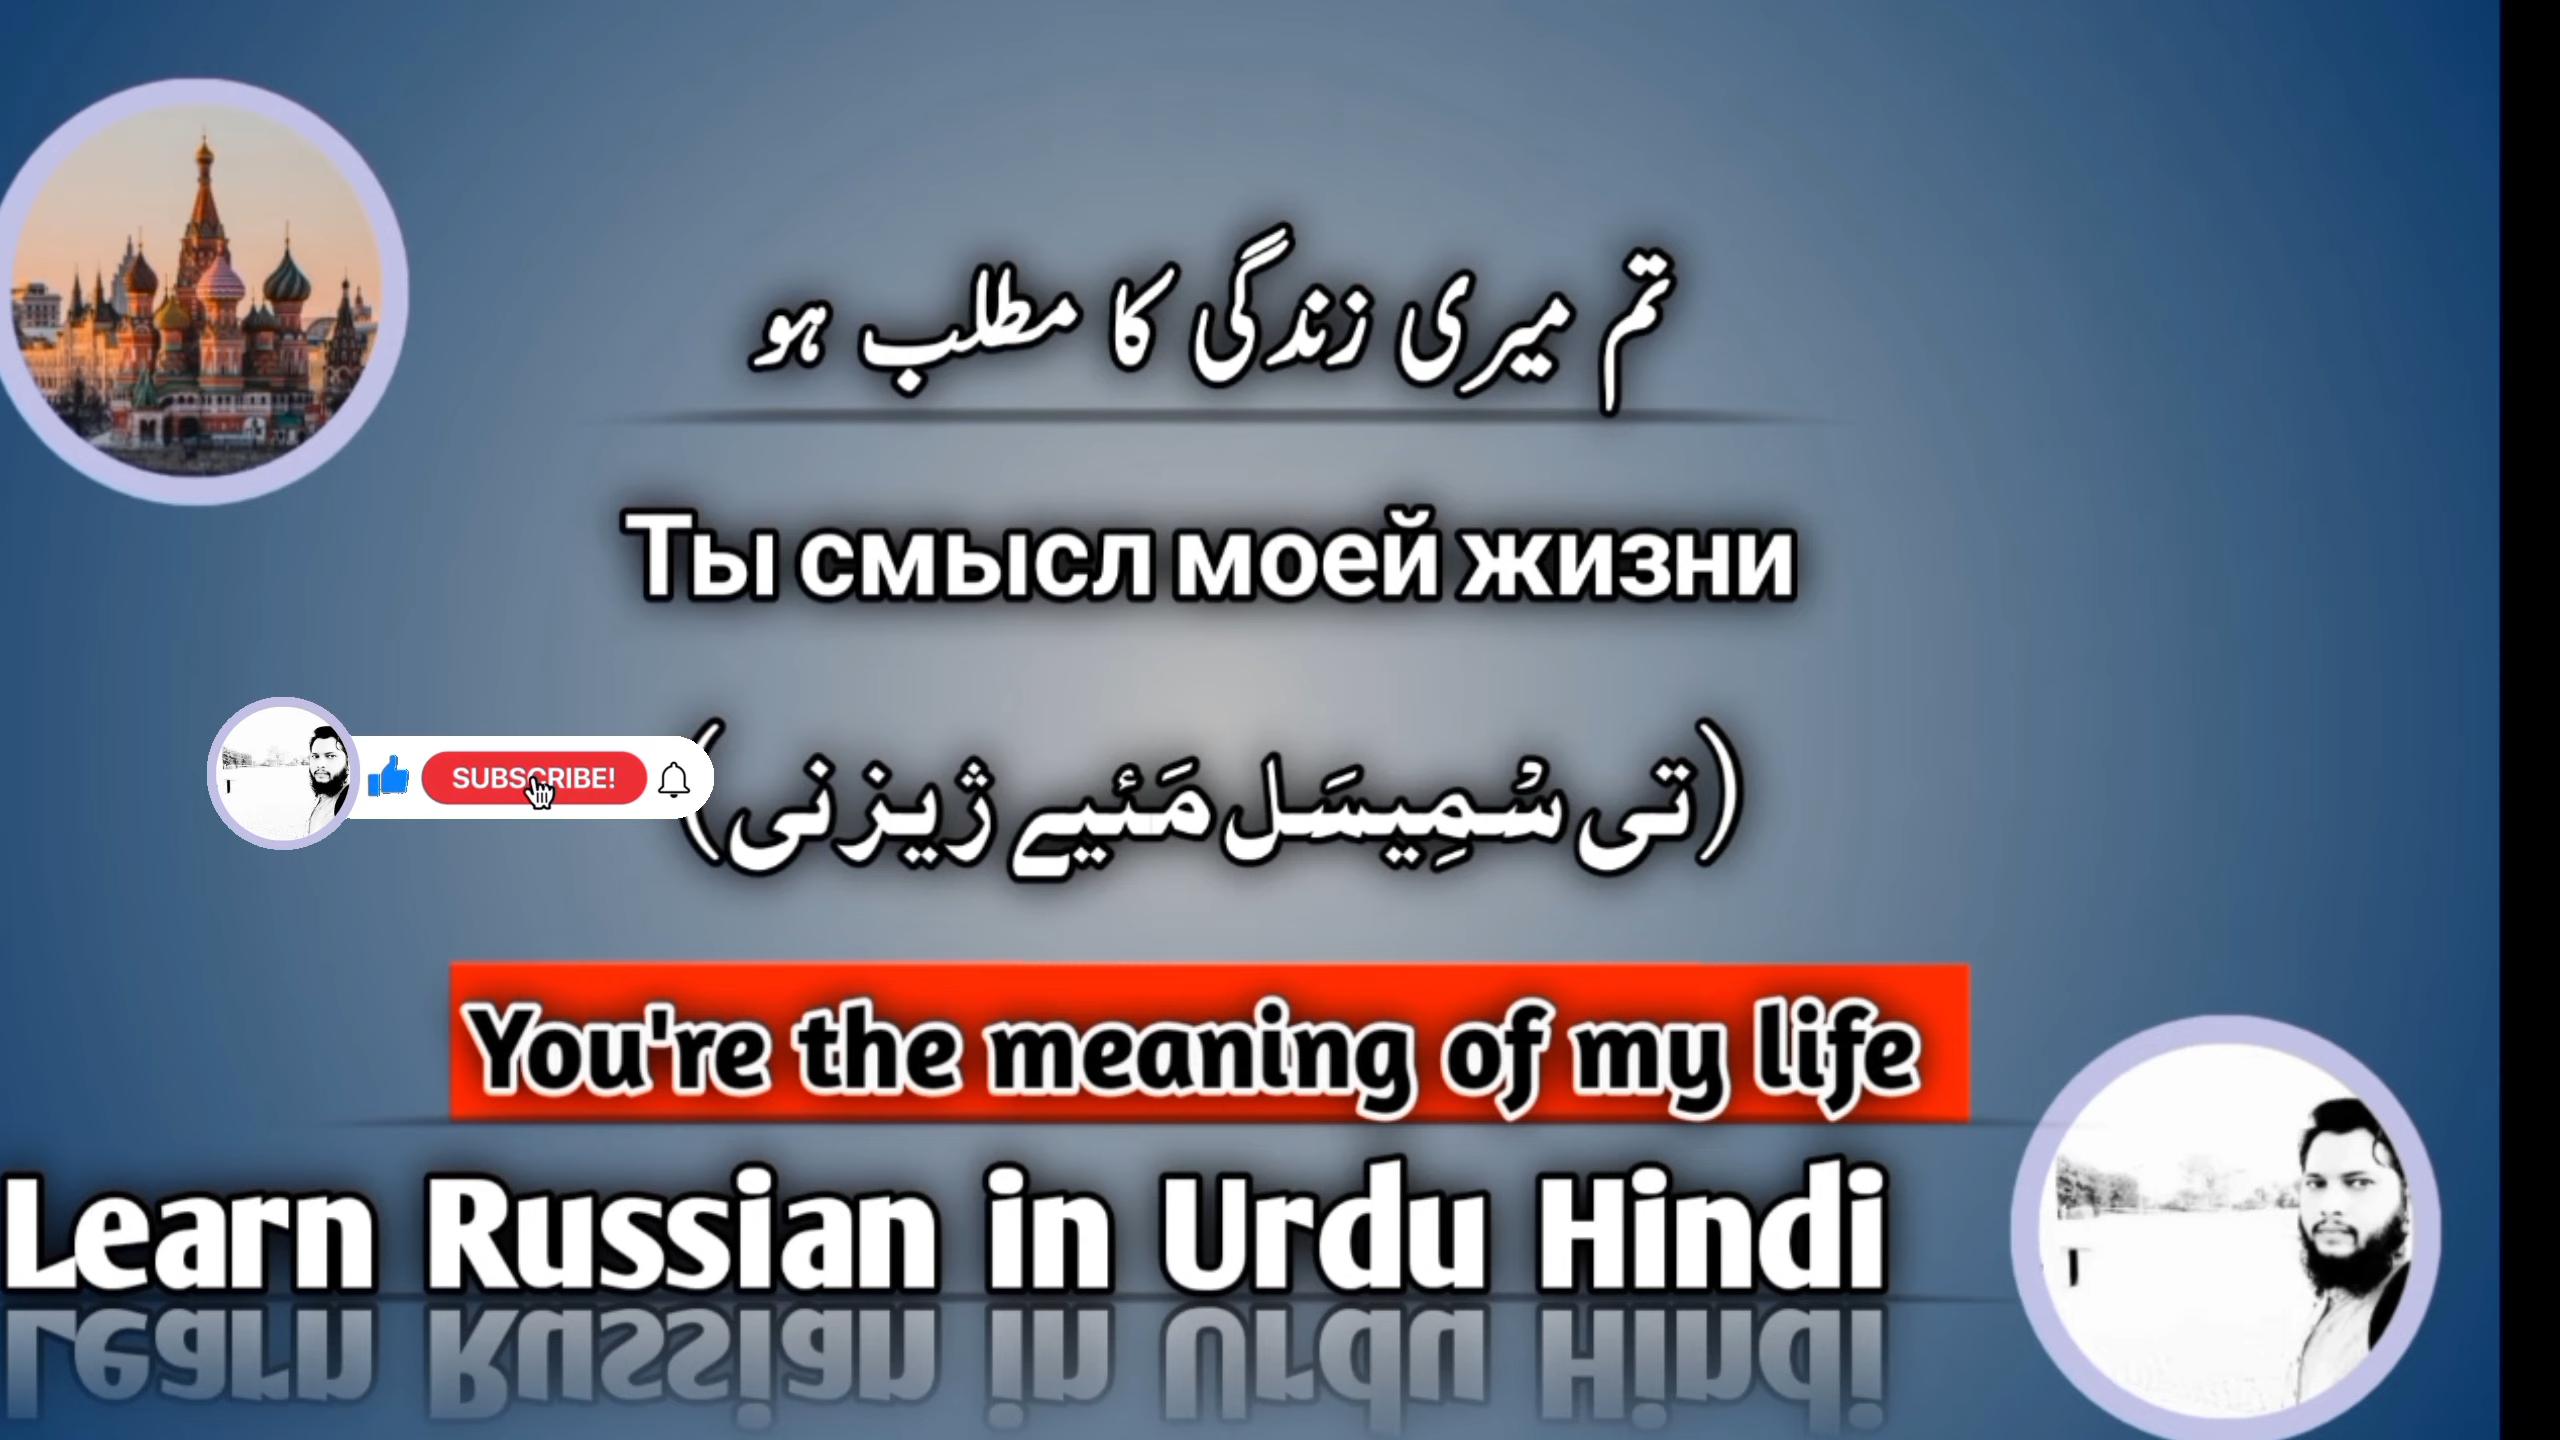 تم میری زندگی کا مطلب ہو
Ты смысл моей жизни
SUBSCRIBE!
(تی سُمِیسَل مَئیے ژیزنی)
You're the meaning of my life
Learn Russian in Urdu Hindi